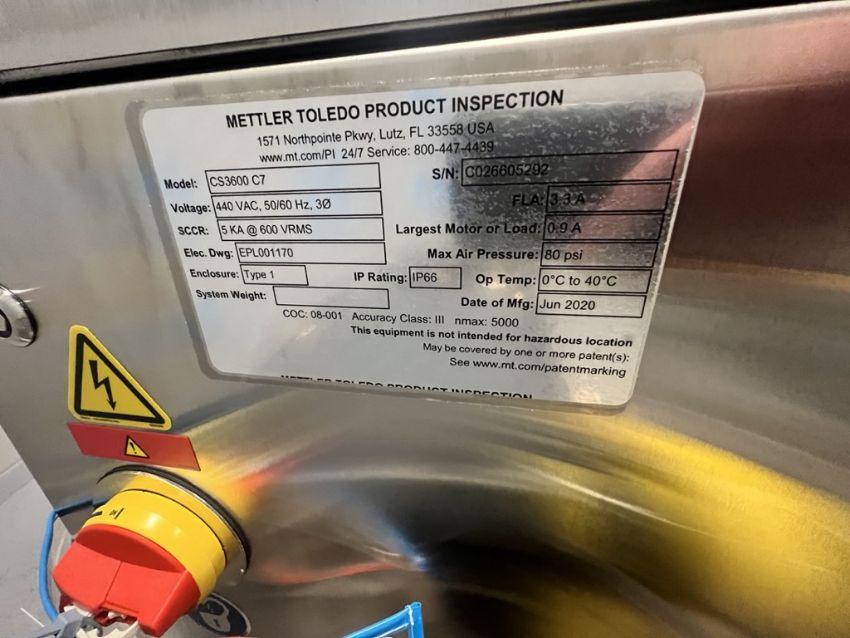 METTLER TOLEDO PRODUCT INSPECTION
1571 Northpointe Pkwy, Lutz, FL 33558 USA
www.mt.com/PI 24/7 Service: 800-447-4439
Model: CS3600 C7 S/N: C026605292
Voltage: 440 VAC, 50/60 Hz, 3Ø FLA: 3.3 A
SCCR: 5 KA @ 600 VRMS Largest Motor or Load: 0.9 A
Elec. Dwg: EPL001170 Max Air Pressure: 80 psi
Enclosure: Type 1 IP Rating: IP66 Op Temp: 0°C to 40°C
System Weight: Date of Mfg: Jun 2020
COC: 08-001 Accuracy Class: III nmax: 5000
This equipment is not intended for hazardous location
May be covered by one or more patent(s):
See www.mt.com/patentmarking
METTLER TOLEDO PRODUCT INSPECTION